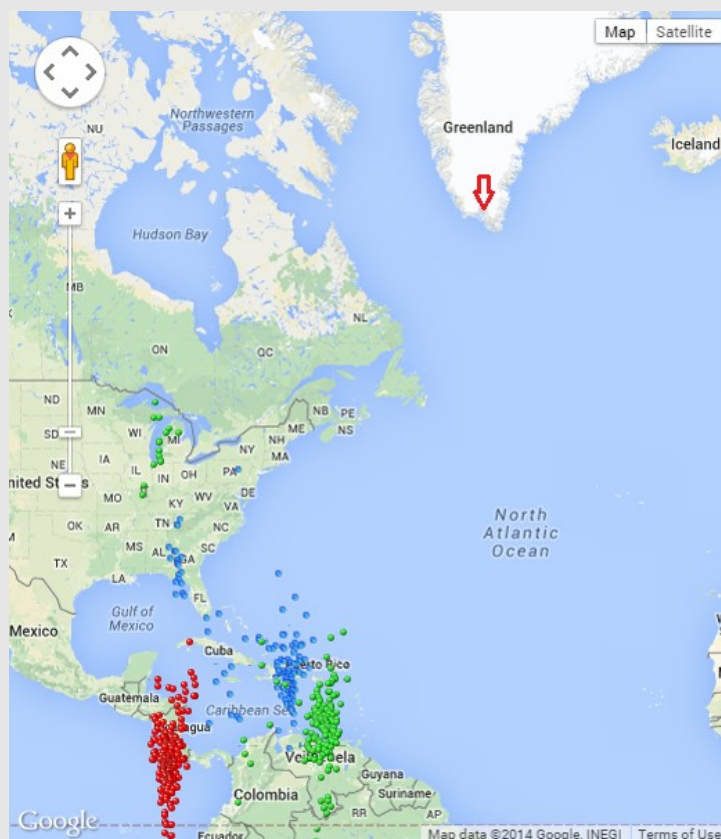 Map Satellite
Greenland
Iceland
Northwestern
Passages
NU
Hudson Bay
MB
NL
ON
QC
ND
MN
NB
PE
SD
WI
MI
ME
NS
NE
IA
NY
NH
MA
IL
IN
OH
PA
MO
KY
WV
DE
VA
OK
AR
TN
NC
MS
AL
GA
SC
TX
LA
FL
North
Atlantic
Ocean
Gulf of
Mexico
Mexico
Cuba
Guatemala
Caribbean
Guyana
Suriname
Colombia
RR
AP
Ecuador
Google
Map data ©2014 Google, INEGI
Terms of Use